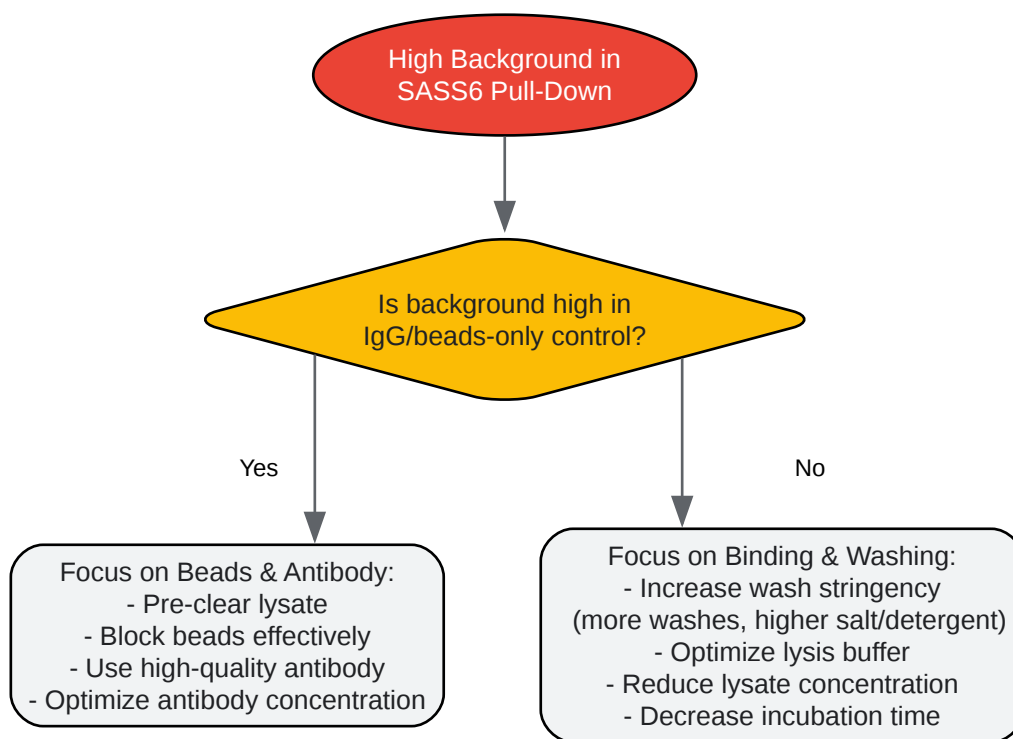 High Background in
SASS6 Pull-Down
Is background high in
IgG/beads-only control?
Yes
No
Focus on Beads & Antibody:
- Pre-clear lysate
- Block beads effectively
- Use high-quality antibody
- Optimize antibody concentration
Focus on Binding & Washing:
- Increase wash stringency
(more washes, higher salt/detergent)
- Optimize lysis buffer
- Reduce lysate concentration
- Decrease incubation time